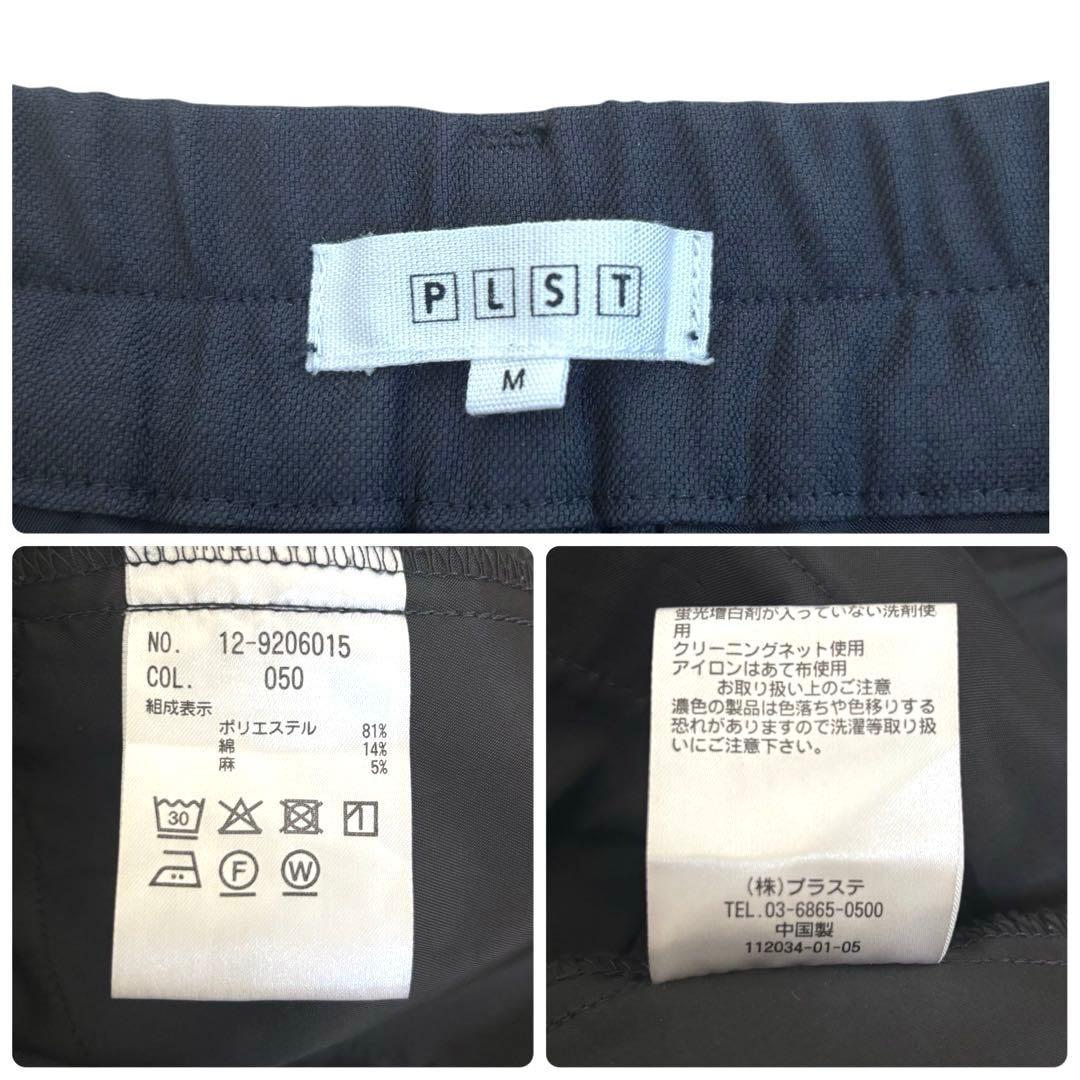 PLST
M
NO. 12-9206015
COL. 050
組成表示
ポリエステル 81%
綿 14%
麻 5%
30
F W
蛍光増白剤が入っていない洗剤使
用
クリーニングネット使用
アイロンはあて布使用
お取り扱い上のご注意
濃色の製品は色落ちや色移りする
恐れがありますので洗濯等取り扱
いにご注意下さい。
(株)プラステ
TEL.03-6865-0500
中国製
112034-01-05